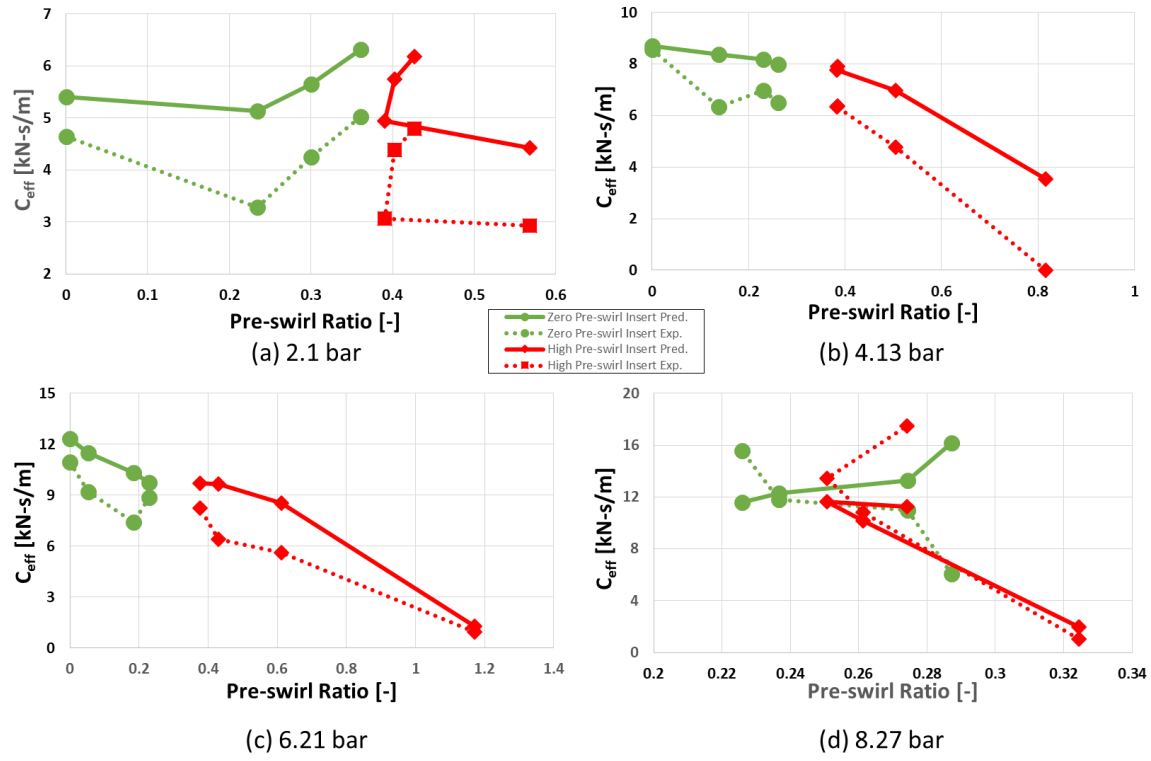 7
6
5
4
3
2
C_eff [kN-s/m]
0 0.1 0.2 0.3 0.4 0.5 0.6
Pre-swirl Ratio [-]
(a) 2.1 bar
10
8
6
4
2
0
C_eff [kN-s/m]
0 0.2 0.4 0.6 0.8 1
Pre-swirl Ratio [-]
(b) 4.13 bar
Zero Pre-swirl Insert Pred.
Zero Pre-swirl Insert Exp.
High Pre-swirl Insert Pred.
High Pre-swirl Insert Exp.
15
12
9
6
3
0
C_eff [kN-s/m]
0 0.2 0.4 0.6 0.8 1 1.2 1.4
Pre-swirl Ratio [-]
(c) 6.21 bar
20
16
12
8
4
0
C_eff [kN-s/m]
0.2 0.22 0.24 0.26 0.28 0.3 0.32 0.34
Pre-swirl Ratio [-]
(d) 8.27 bar